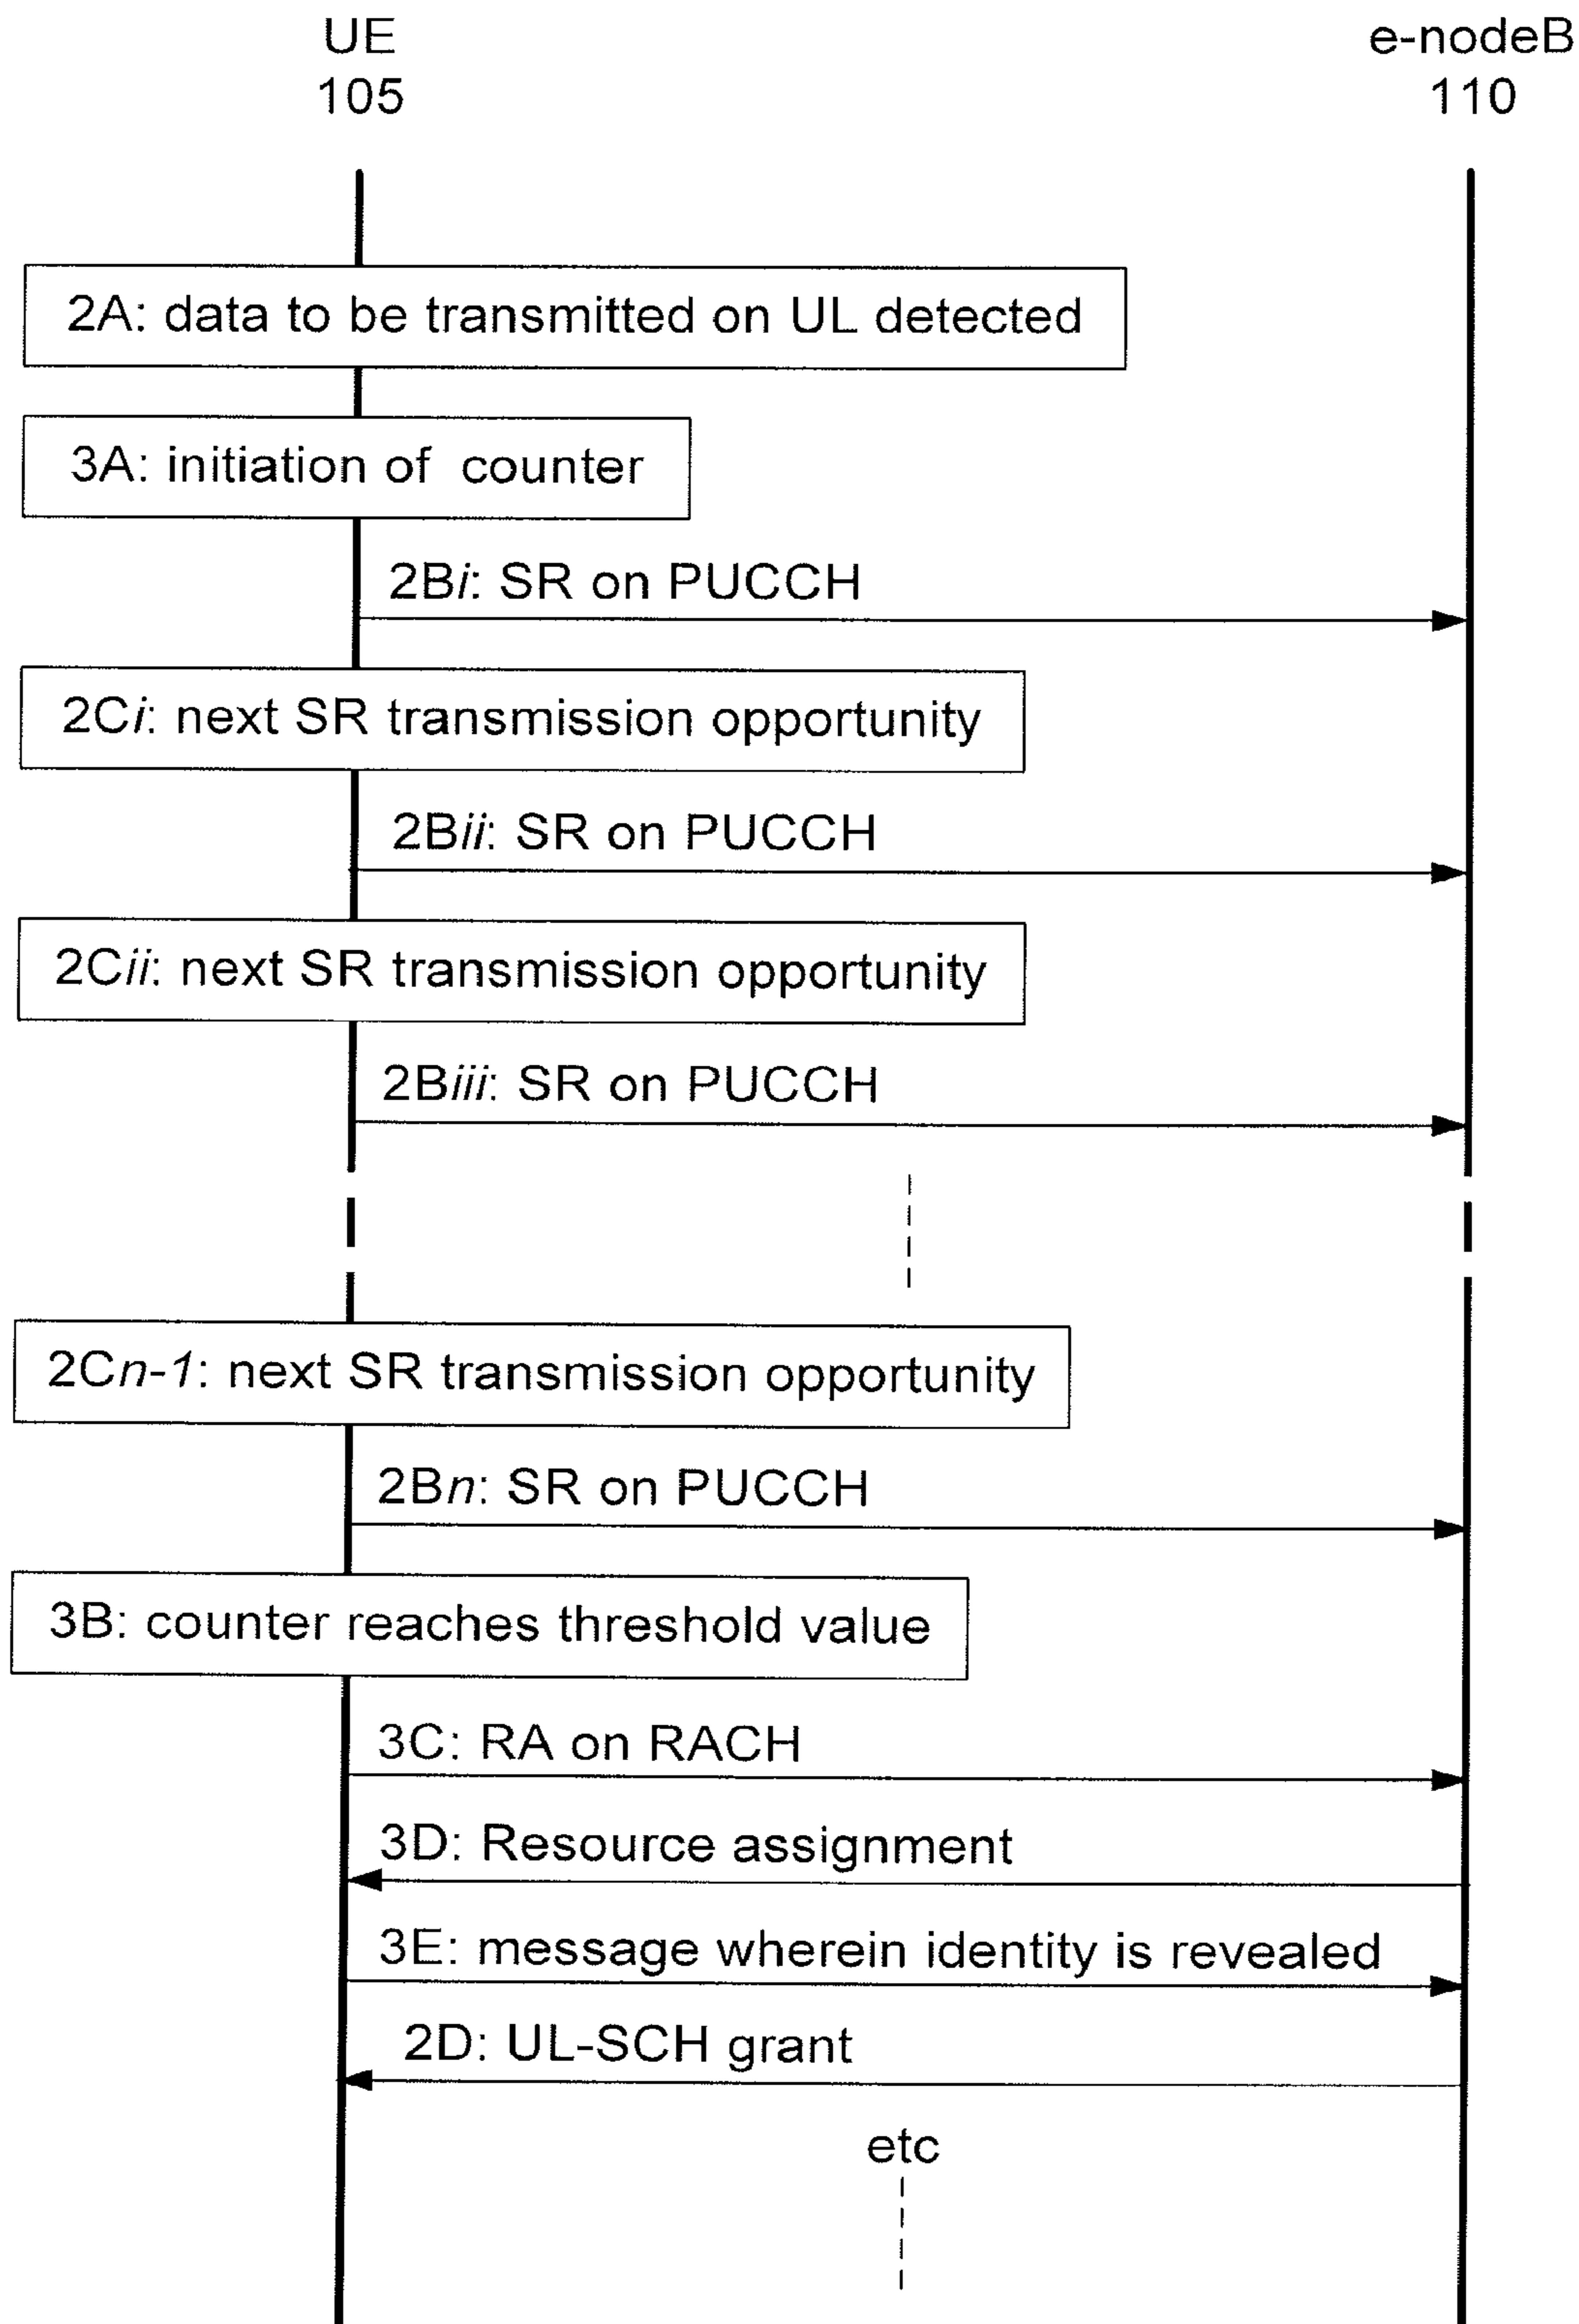 UE
105
e-nodeB
110
2A: data to be transmitted on UL detected
3A: initiation of counter
2Bi: SR on PUCCH
2Ci: next SR transmission opportunity
2Bii: SR on PUCCH
2Cii: next SR transmission opportunity
2Biii: SR on PUCCH
2Cn-1: next SR transmission opportunity
2Bn: SR on PUCCH
3B: counter reaches threshold value
3C: RA on RACH
3D: Resource assignment
3E: message wherein identity is revealed
2D: UL-SCH grant
etc